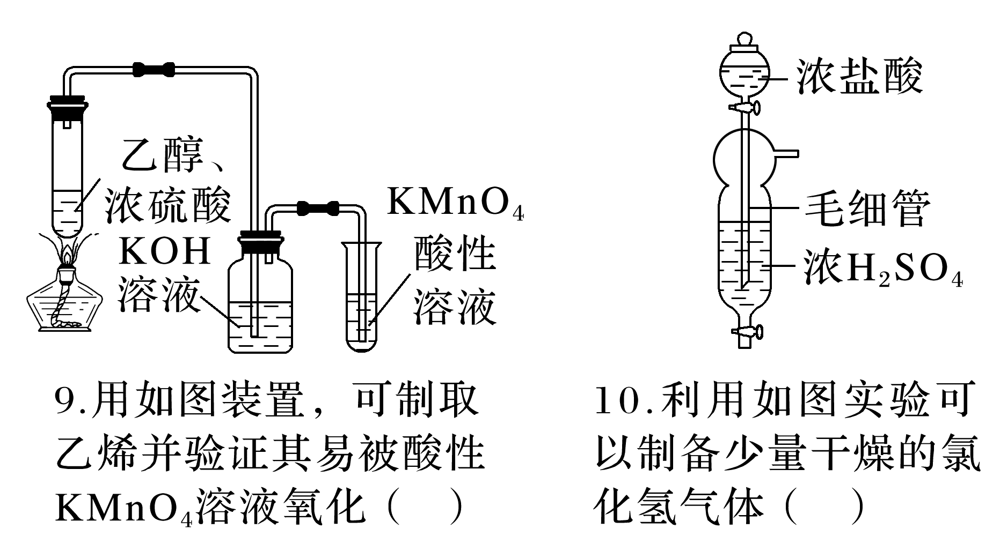 乙醇、
浓硫酸
KOH
溶液
KMnO₄
酸性
溶液
9.用如图装置，可制取
乙烯并验证其易被酸性
KMnO₄溶液氧化（　）
浓盐酸
毛细管
浓H₂SO₄
10.利用如图实验可
以制备少量干燥的氯
化氢气体（　）